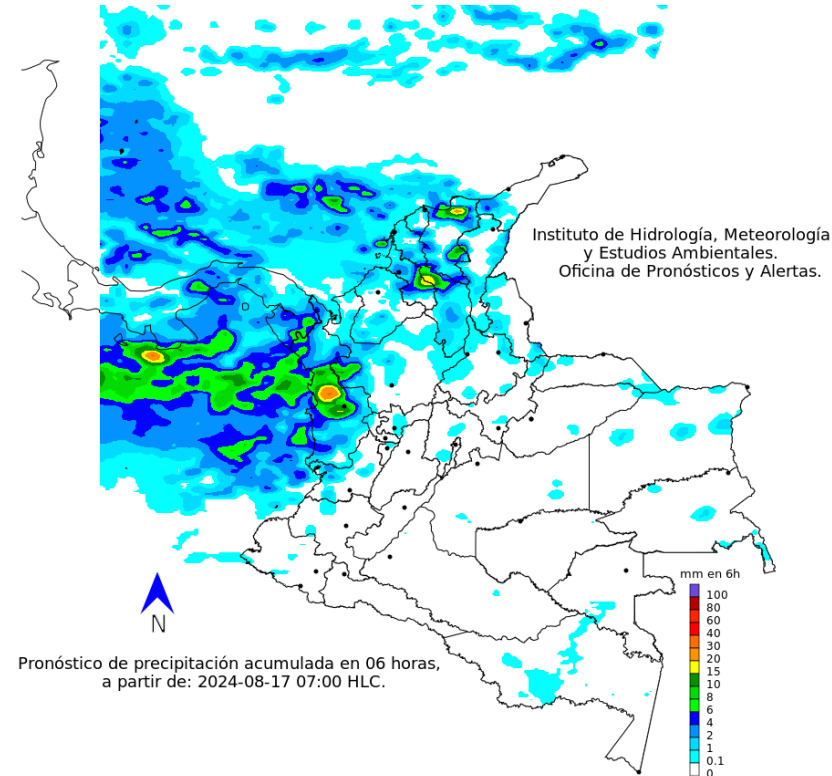 Instituto de Hidrología, Meteorología
y Estudios Ambientales.
Oficina de Pronósticos y Alertas.
mm en 6h
100
80
60
40
30
20
15
10
8
6
4
2
1
0.1
0
N
Pronóstico de precipitación acumulada en 06 horas,
a partir de: 2024-08-17 07:00 HLC.